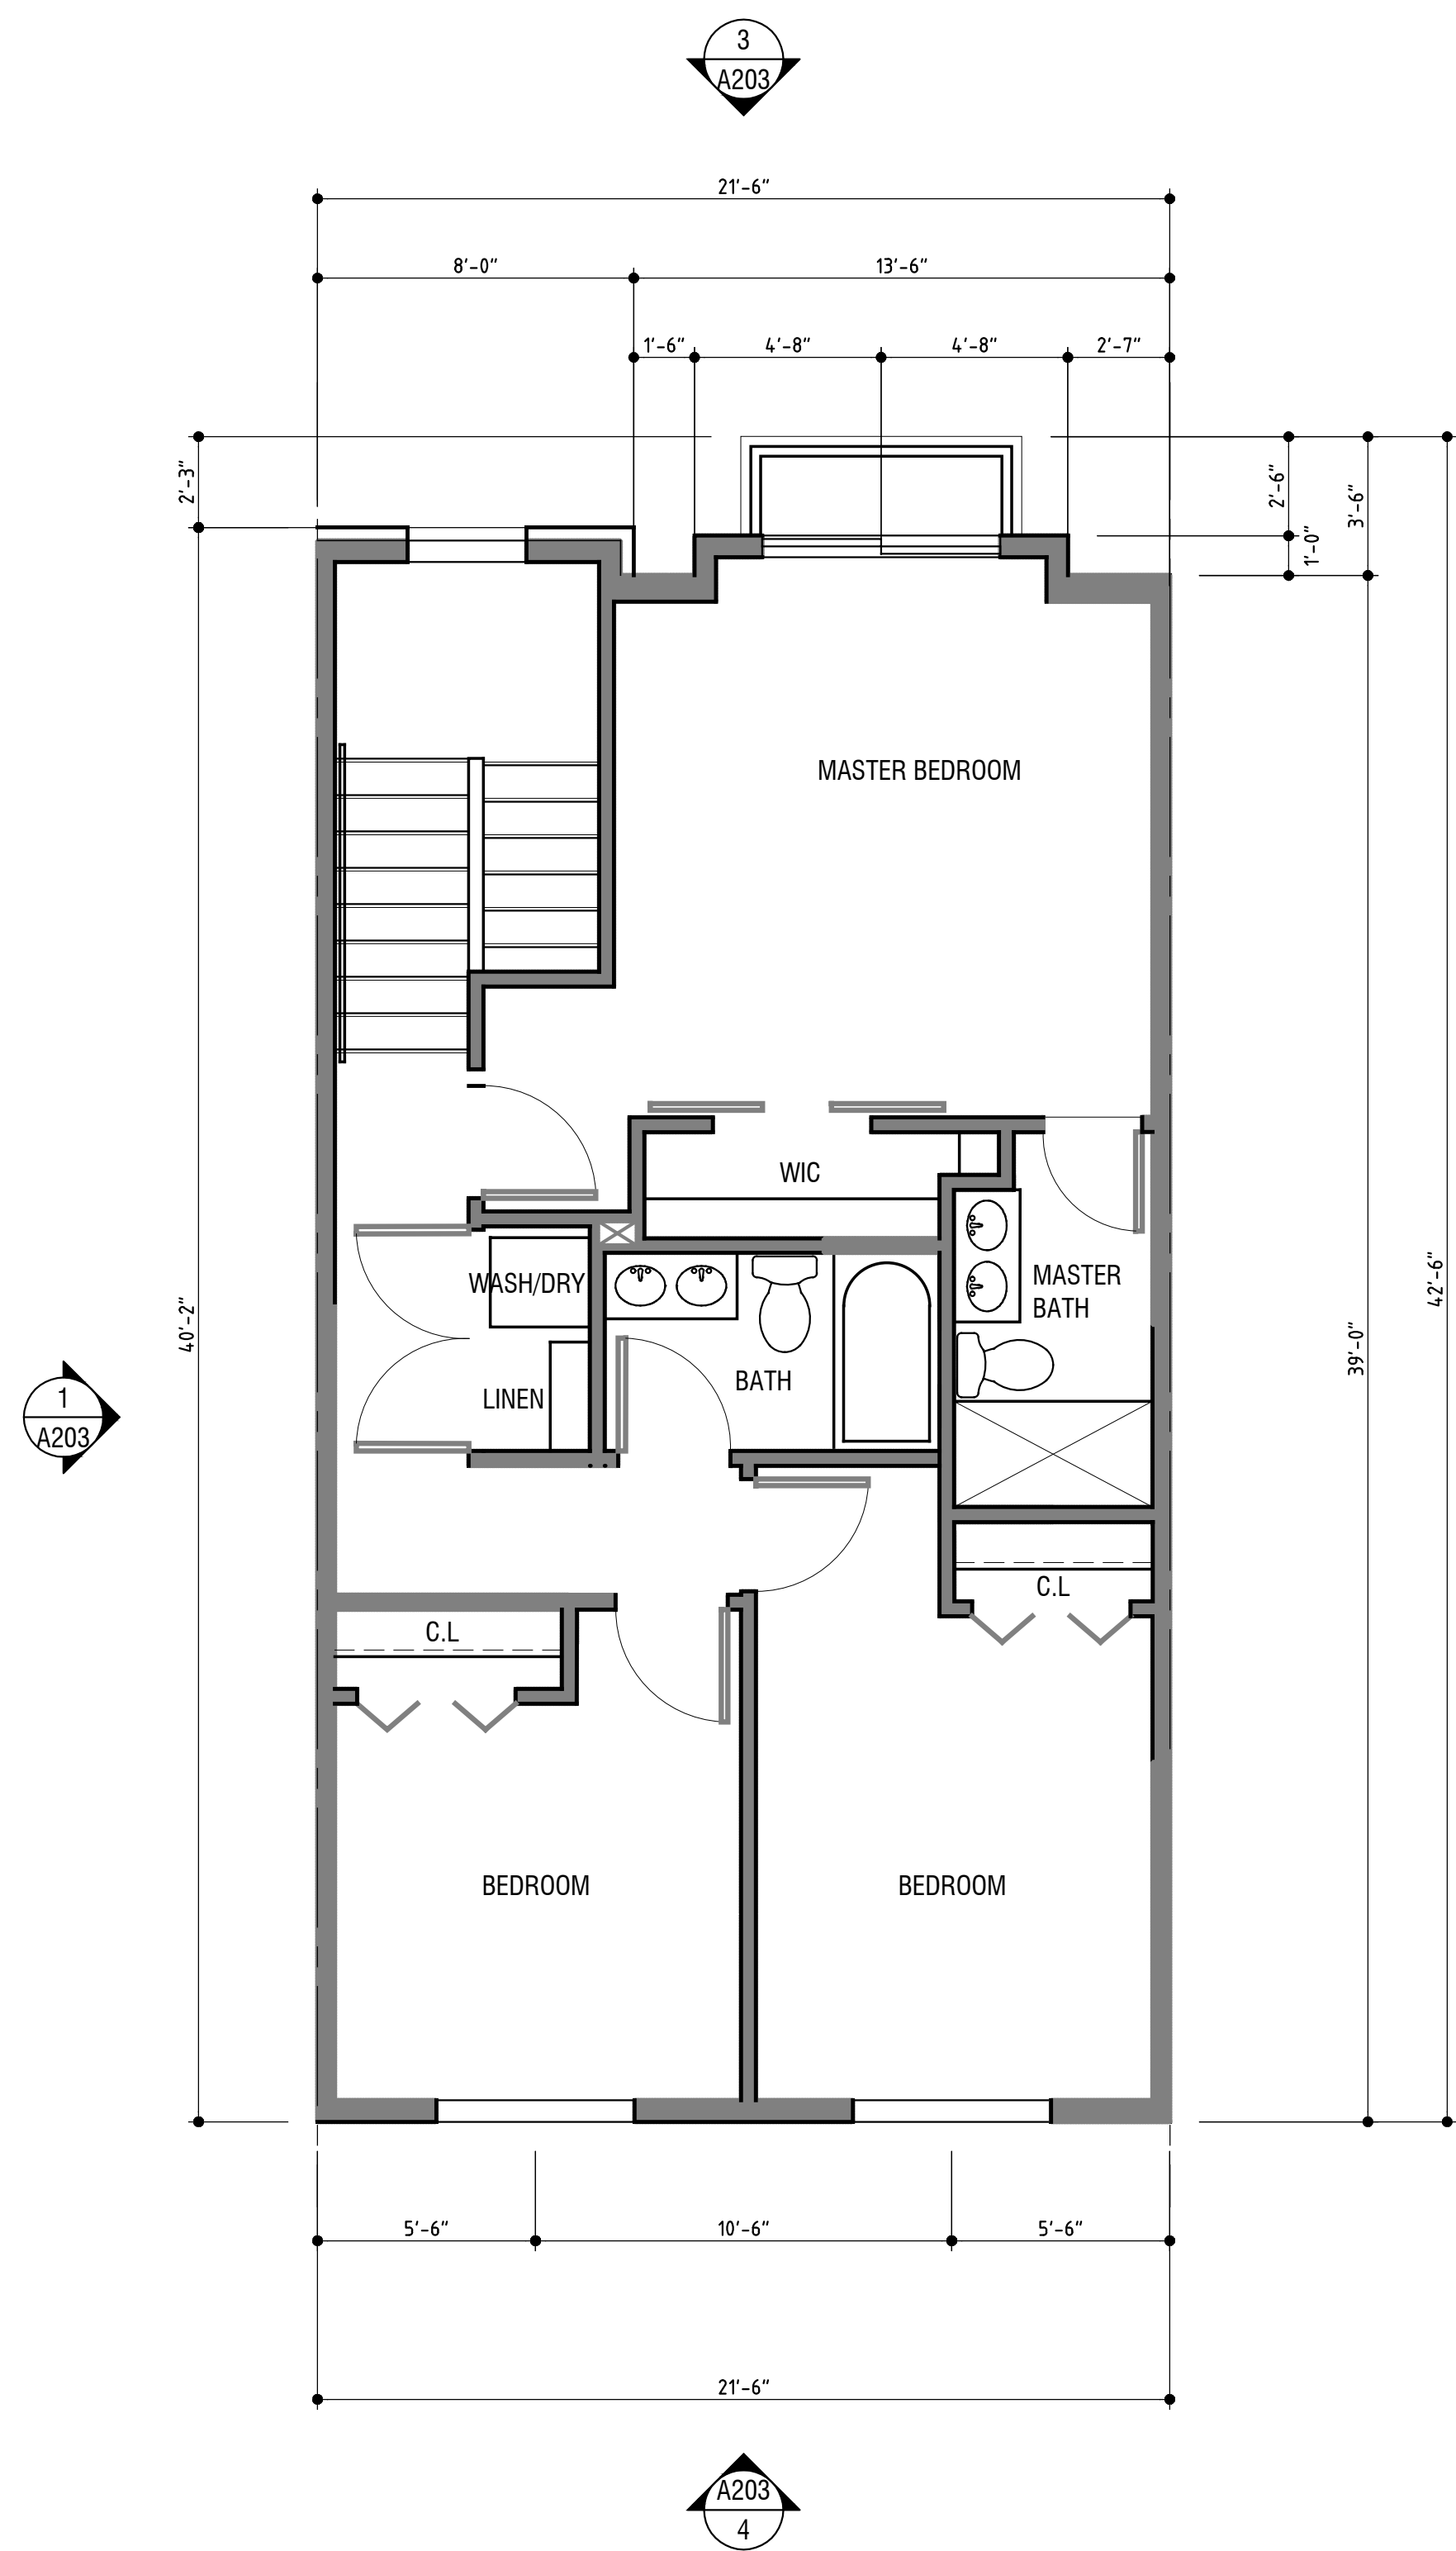 3
A203
21'-6"
8'-0"
13'-6"
1'-6"
4'-8"
4'-8"
2'-7"
2'-3"
2'-6"
3'-6"
1'-0"
MASTER BEDROOM
WIC
WASH/DRY
MASTER
BATH
42'-6"
40'-2"
39'-0"
BATH
LINEN
1
A203
C.L
C.L
BEDROOM
BEDROOM
5'-6"
10'-6"
5'-6"
21'-6"
A203
4